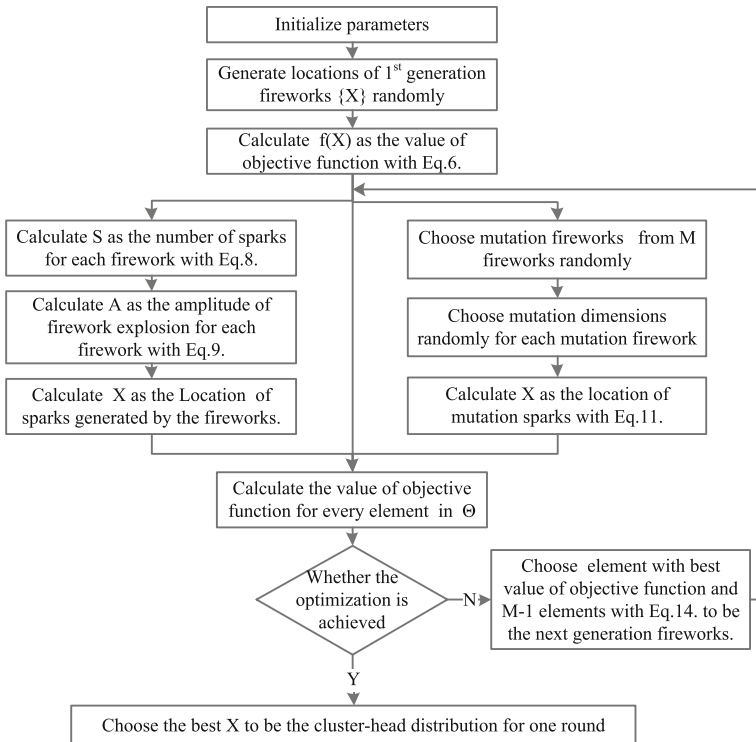 Initialize parameters
Generate locations of 1st generation
fireworks {X} randomly
Calculate f(X) as the value of
objective function with Eq.6.
Calculate S as the number of sparks
for each firework with Eq.8.
Calculate A as the amplitude of
firework explosion for each
firework with Eq.9.
Calculate X as the Location of
sparks generated by the fireworks.
Choose mutation fireworks from M
fireworks randomly
Choose mutation dimensions
randomly for each mutation firework
Calculate X as the location of
mutation sparks with Eq.11.
Calculate the value of objective
function for every element in Θ
Whether the
optimization is
achieved
N
Choose element with best
value of objective function and
M-1 elements with Eq.14. to be
the next generation fireworks.
Y
Choose the best X to be the cluster-head distribution for one round